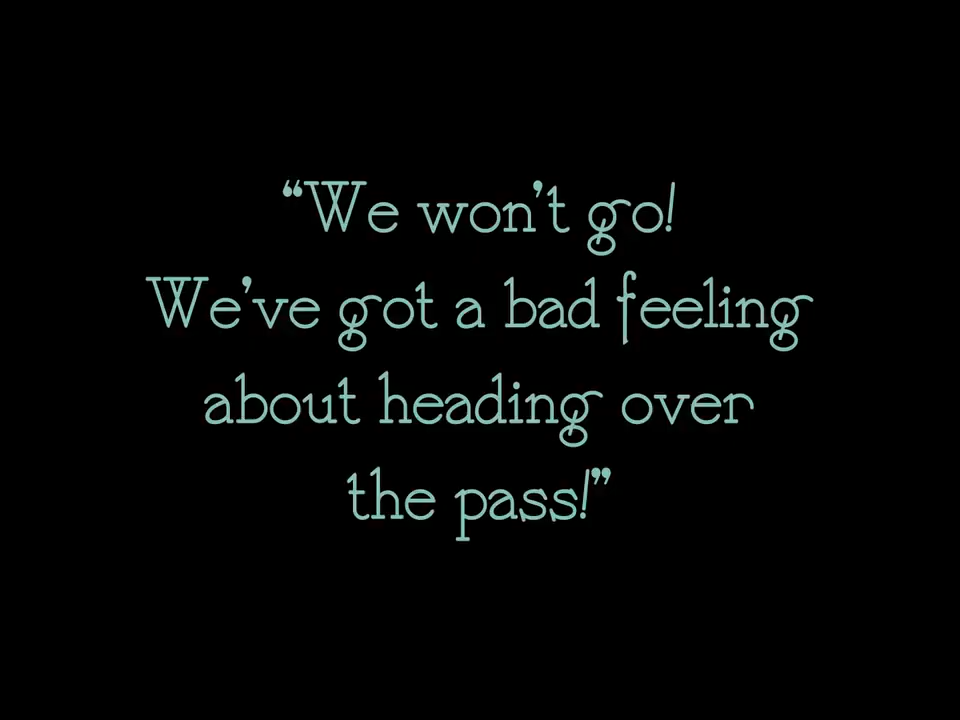 “We won’t go!
We’ve got a bad feeling
about heading over
the pass!”